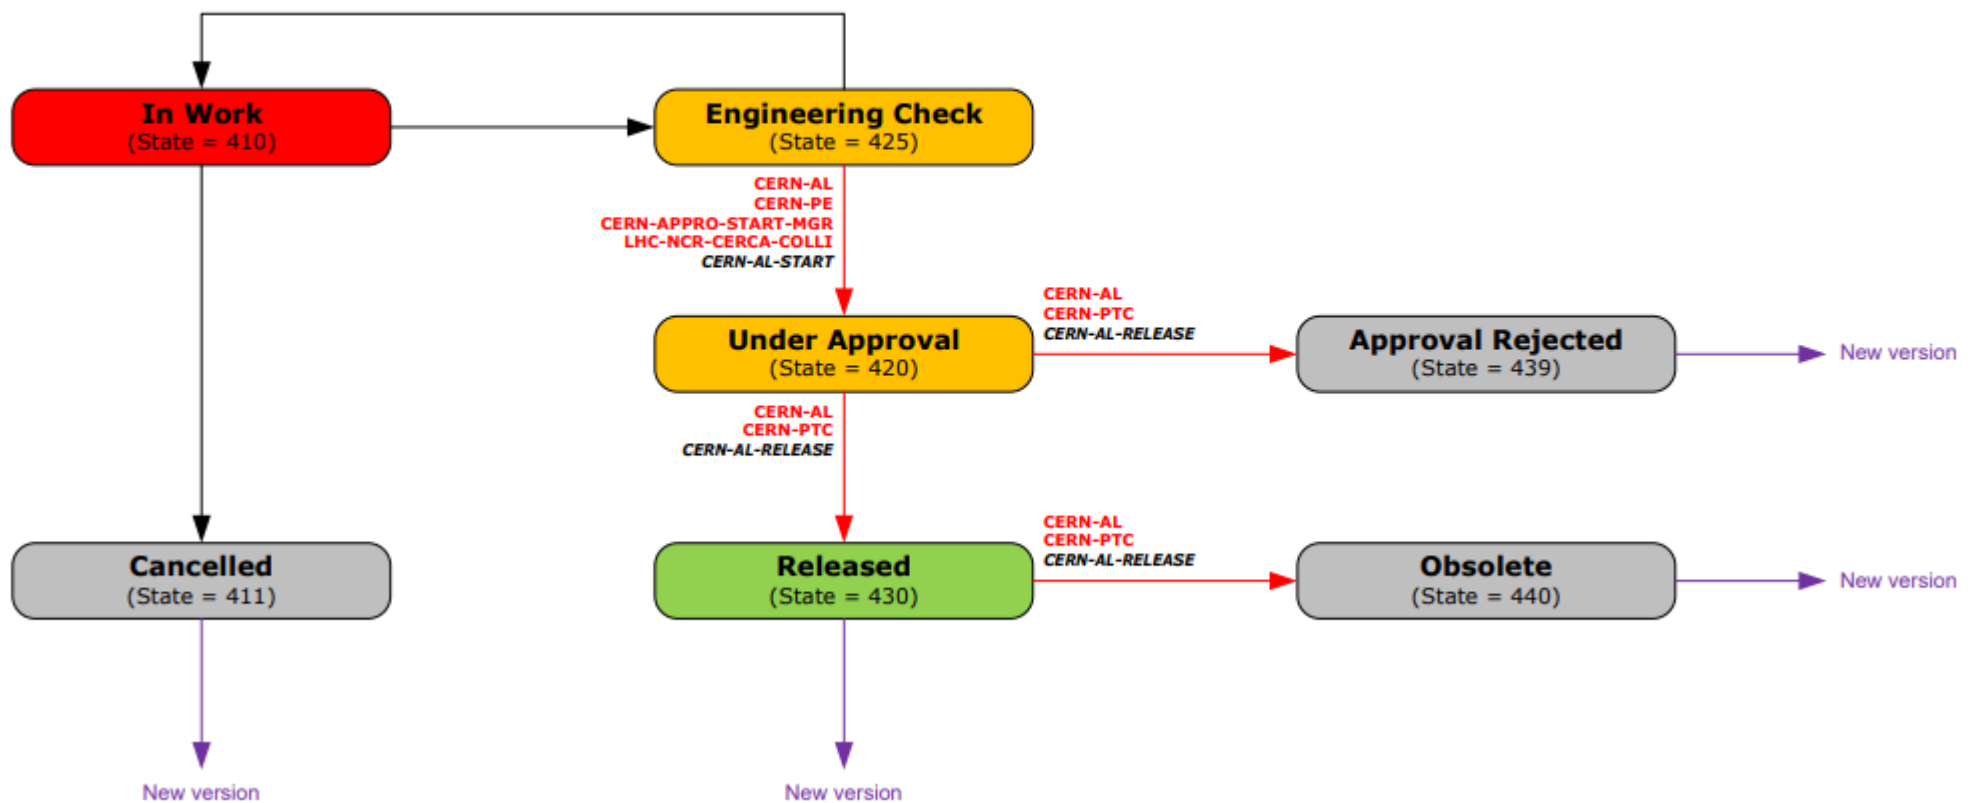 In Work
(State = 410)
Engineering Check
(State = 425)
CERN-AL
CERN-PE
CERN-APPRO-START-MGR
LHC-NCR-CERCA-COLLI
CERN-AL-START
Under Approval
(State = 420)
CERN-AL
CERN-PTC
CERN-AL-RELEASE
Approval Rejected
(State = 439)
New version
CERN-AL
CERN-PTC
CERN-AL-RELEASE
Cancelled
(State = 411)
Released
(State = 430)
CERN-AL
CERN-PTC
CERN-AL-RELEASE
Obsolete
(State = 440)
New version
New version
New version